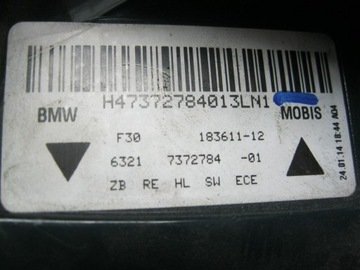 H47372784013LN1
BMW MOBIS
F30 183611-12
6321 7372784 -01
ZB RE HL SW ECE
24.01.14 18:44 A04